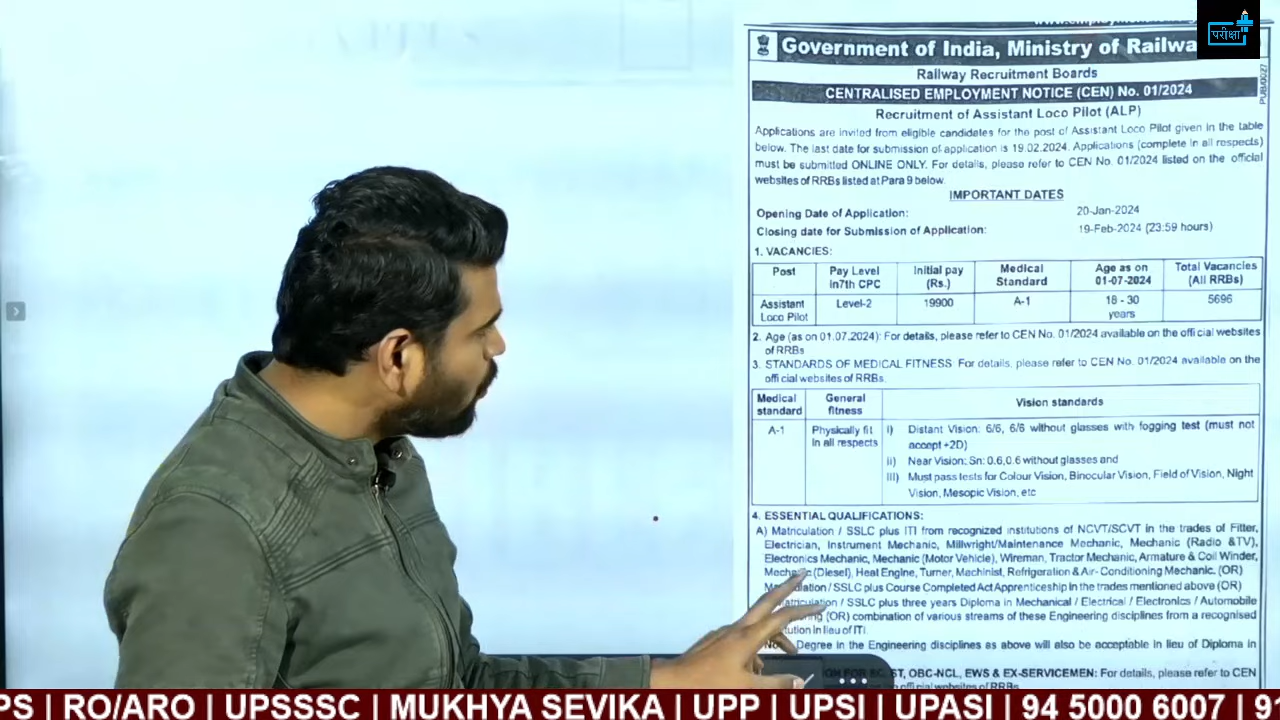 परीक्षा
Government of India, Ministry of
Railway Recruitment Boards
CENTRALISED EMPLOYMENT NOTICE (CEN) No. 01/2024
PUB/0027
Recruitment of Assistant Loco Pilot (ALP)
Applications are invited from eligible candidates for the post of Assistant Loco Pilot given in the table
below. The last date for submission of application is 19.02.2024. Applications (complete in all respects)
must be submitted ONLINE ONLY. For details, please refer to CEN No. 01/2024 listed on the official
websites of RRBs listed at Para 9 below.
IMPORTANT DATES
Opening Date of Application: 20-Jan-2024
Closing date for Submission of Application: 19-Feb-2024 (23:59 hours)
1. VACANCIES:
Post Pay Level in7th CPC Initial pay (Rs.) Medical Standard Age as on 01-07-2024 Total Vacancies (All RRBs)
Assistant Loco Pilot Level-2 19900 A-1 18 - 30 years 5696
2. Age (as on 01.07.2024): For details, please refer to CEN No. 01/2024 available on the official websites
of RRBs
3. STANDARDS OF MEDICAL FITNESS For details, please refer to CEN No. 01/2024 available on the
official websites of RRBs.
Medical standard General fitness Vision standards
A-1 Physically fit in all respects i) Distant Vision: 6/6, 6/6 without glasses with fogging test (must not
accept +2D)
ii) Near Vision: Sn: 0.6,0.6 without glasses and
iii) Must pass tests for Colour Vision, Binocular Vision, Field of Vision, Night
Vision, Mesopic Vision, etc
4. ESSENTIAL QUALIFICATIONS:
A) Matriculation / SSLC plus ITI from recognized institutions of NCVT/SCVT in the trades of Fitter,
Electrician, Instrument Mechanic, Millwright/Maintenance Mechanic, Mechanic (Radio &TV),
Electronics Mechanic, Mechanic (Motor Vehicle), Wireman, Tractor Mechanic, Armature & Coil Winder,
(Diesel), Heat Engine, Turner, Machinist, Refrigeration & Air- Conditioning Mechanic. (OR)
/ SSLC plus Course Completed Act Apprenticeship in the trades mentioned above (OR)
/ SSLC plus three years Diploma in Mechanical / Electrical / Electronics / Automobile
(OR) combination of various streams of these Engineering disciplines from a recognised
in lieu of ITI.
Degree in the Engineering disciplines as above will also be acceptable in lieu of Diploma in
OBC-NCL, EWS & EX-SERVICEMEN: For details, please refer to CEN
official websites of RRBs
PS | RO/ARO | UPSSSC | MUKHYA SEVIKA | UPP | UPSI | UPASI | 94 5000 6007 |